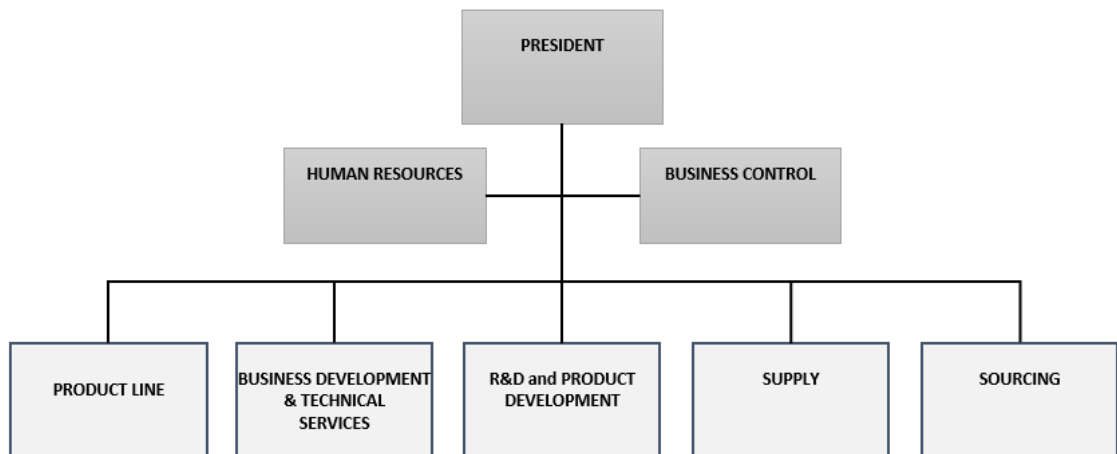 PRESIDENT
HUMAN RESOURCES
BUSINESS CONTROL
PRODUCT LINE
BUSINESS DEVELOPMENT
& TECHNICAL
SERVICES
R&D and PRODUCT
DEVELOPMENT
SUPPLY
SOURCING